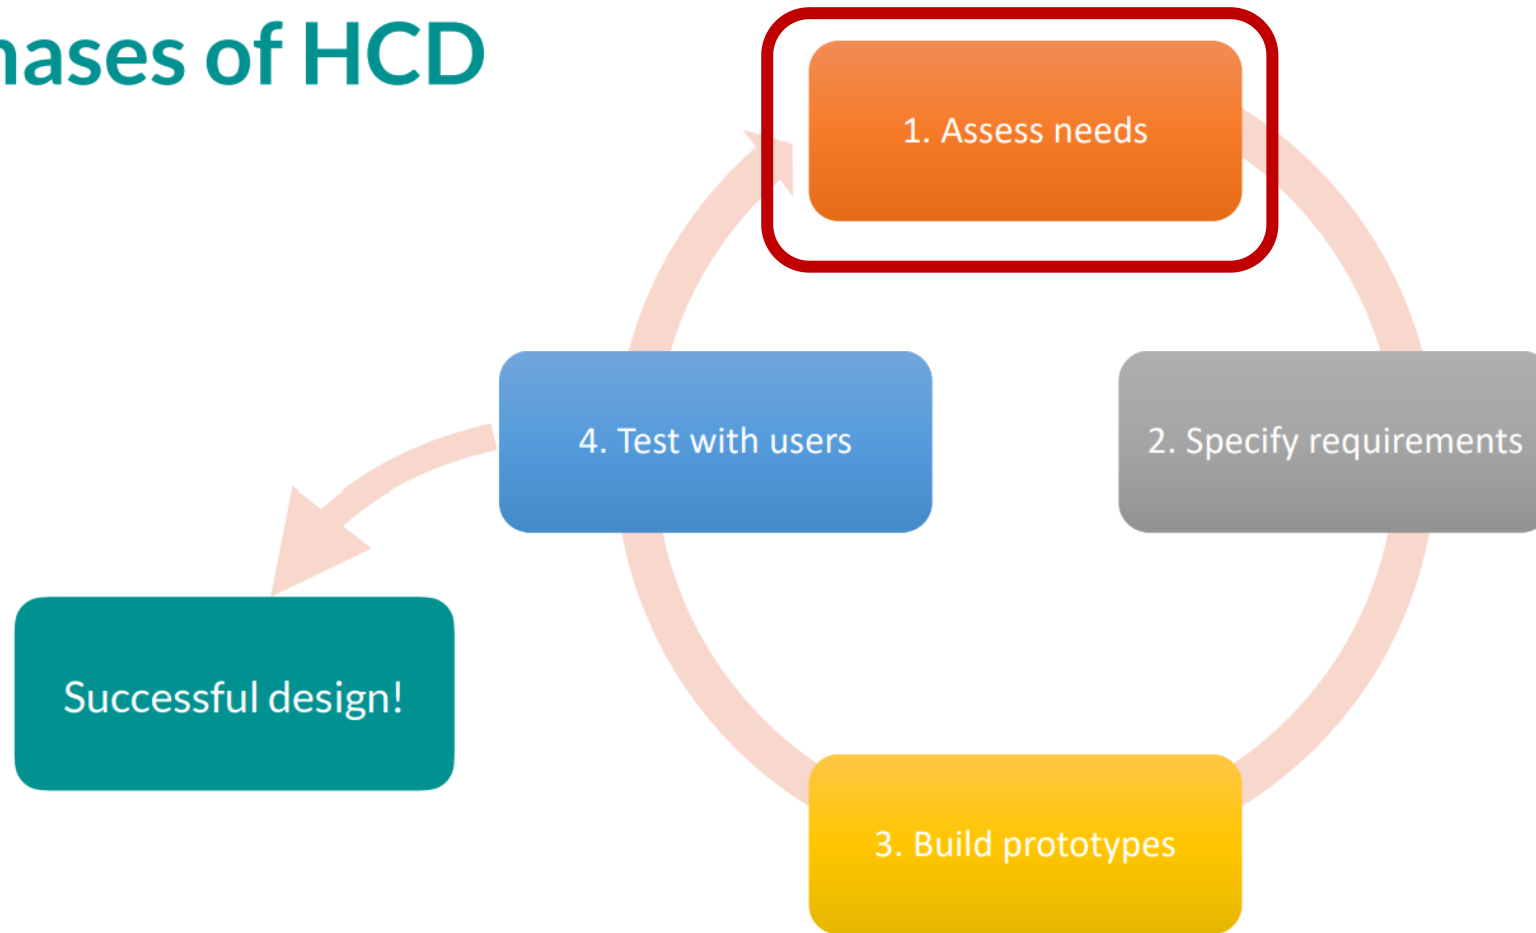 hases of HCD
1. Assess needs
4. Test with users
2. Specify requirements
Successful design!
3. Build prototypes